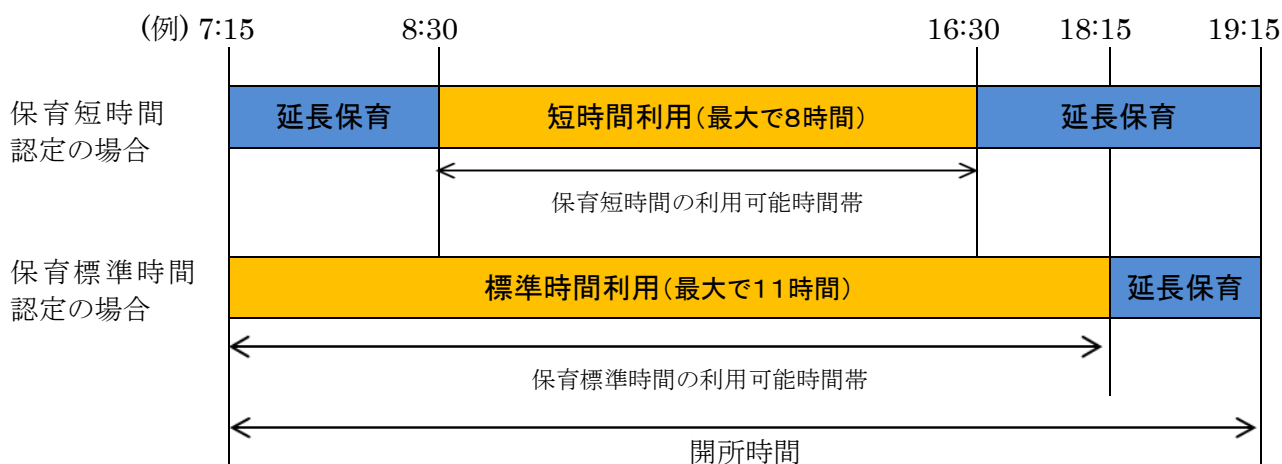 (例) 7:15 8:30 16:30 18:15 19:15
保育短時間
認定の場合
延長保育 短時間利用(最大で8時間) 延長保育
保育短時間の利用可能時間帯
保育標準時間
認定の場合
標準時間利用(最大で11時間) 延長保育
保育標準時間の利用可能時間帯
開所時間